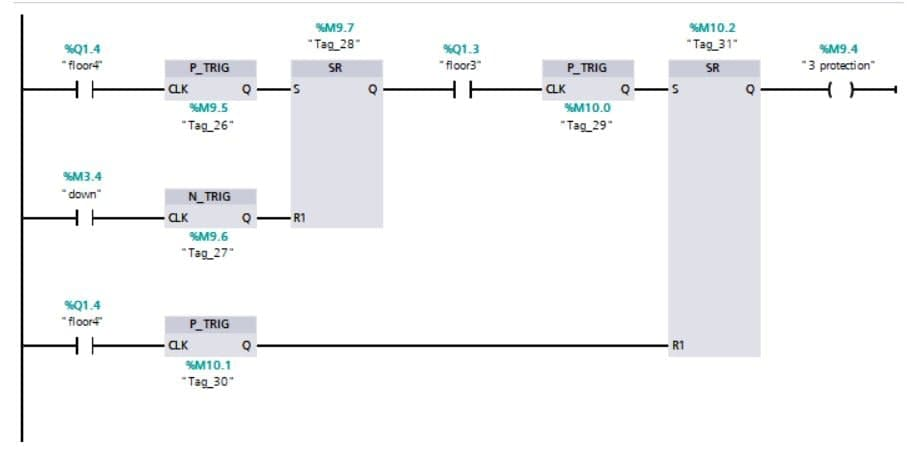 %M9.7
"Tag_28"
%M10.2
"Tag_31"
%Q1.4
"floor4"
%Q1.3
"floor3"
%M9.4
"3 protection"
P_TRIG
SR
P_TRIG
SR
CLK Q S Q CLK Q S Q
%M9.5
"Tag_26"
%M10.0
"Tag_29"
%M3.4
"down"
N_TRIG
CLK Q R1
%M9.6
"Tag_27"
%Q1.4
"floor4"
P_TRIG
CLK Q R1
%M10.1
"Tag_30"